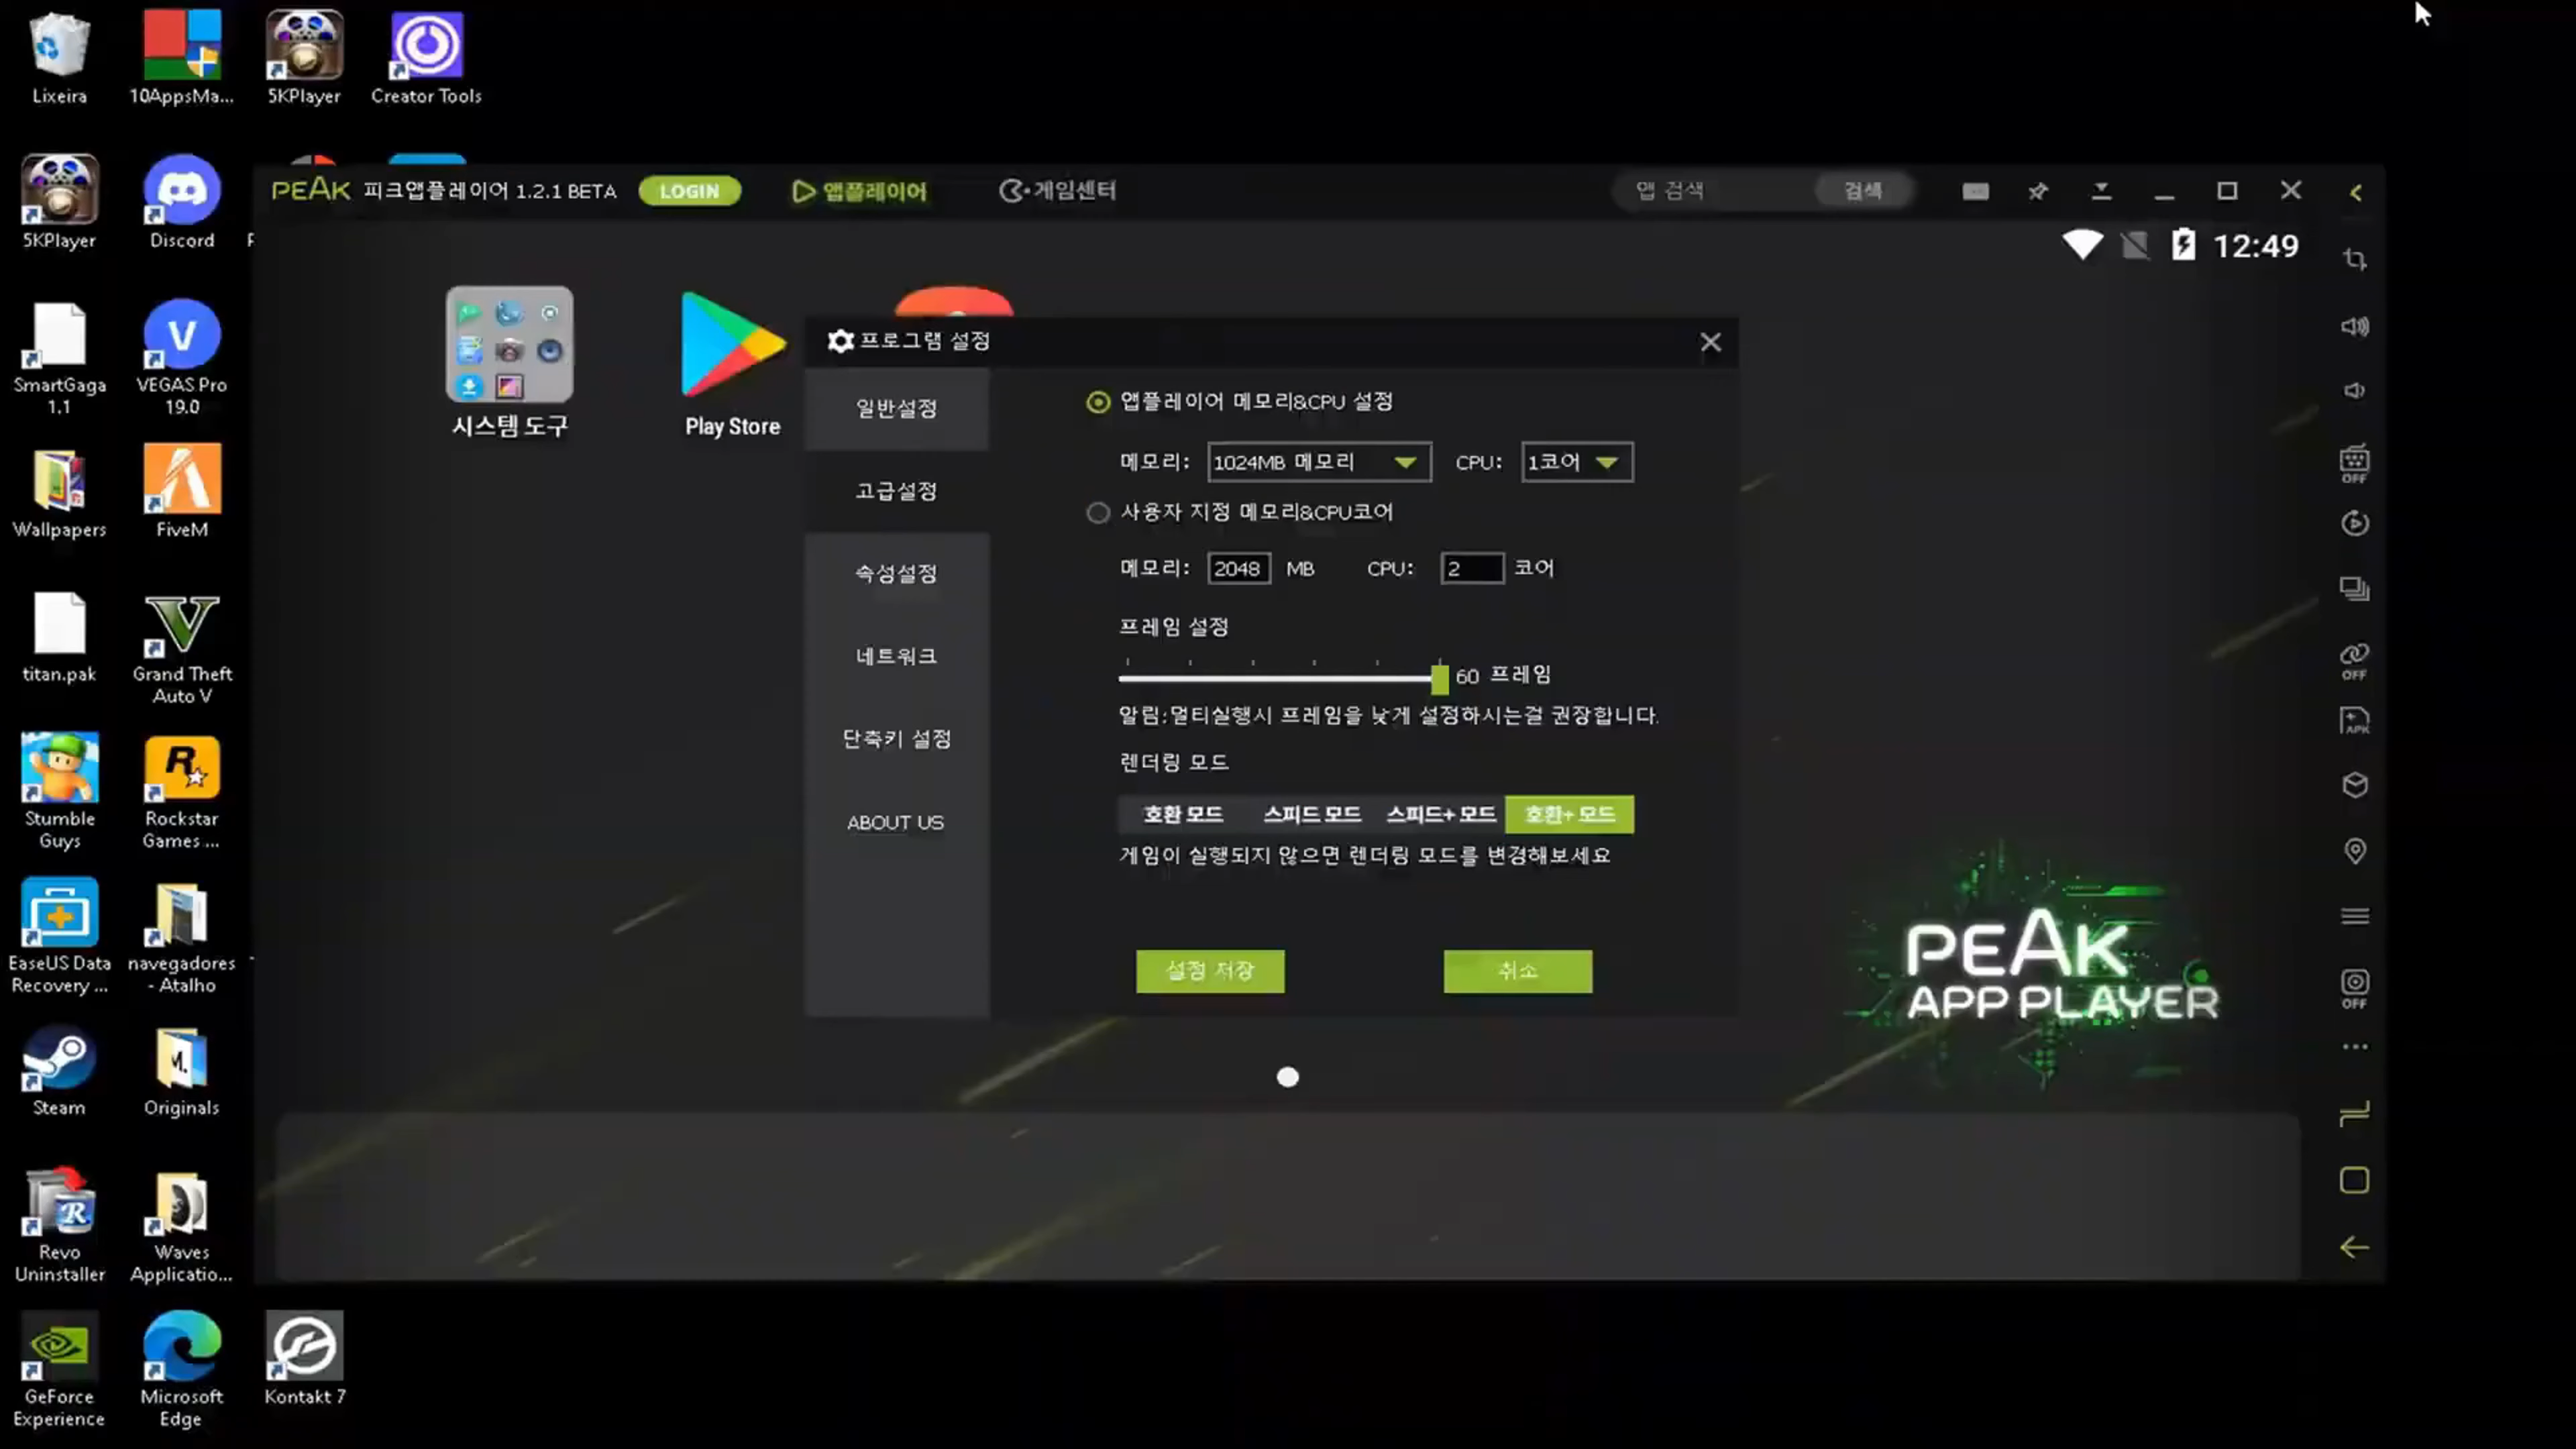 Lixeira
10AppsMa...
5KPlayer
Creator Tools
5KPlayer
Discord
SmartGaga
1.1
VEGAS Pro
19.0
Wallpapers
FiveM
titan.pak
Grand Theft
Auto V
Stumble
Guys
Rockstar
Games ...
EaseUS Data
Recovery ...
navegadores
- Atalho
Steam
Originals
Revo
Uninstaller
Waves
Applicatio...
GeForce
Experience
Microsoft
Edge
Kontakt 7
PEAK 피크앱플레이어 1.2.1 BETA LOGIN 앱플레이어 게임센터 앱 검색 검색
12:49
시스템 도구
Play Store
프로그램 설정
일반설정
고급설정
속성설정
네트워크
단축키 설정
ABOUT US
앱플레이어 메모리&CPU 설정
메모리: 1024MB 메모리 CPU: 1코어
사용자 지정 메모리&CPU코어
메모리: 2048 MB CPU: 2 코어
프레임 설정
60 프레임
알림:멀티실행시 프레임을 낮게 설정하시는걸 권장합니다.
렌더링 모드
호환 모드 스피드 모드 스피드+ 모드 호환+ 모드
게임이 실행되지 않으면 렌더링 모드를 변경해보세요
설정 저장 취소
PEAK
APP PLAYER
OFF
OFF
APK
OFF